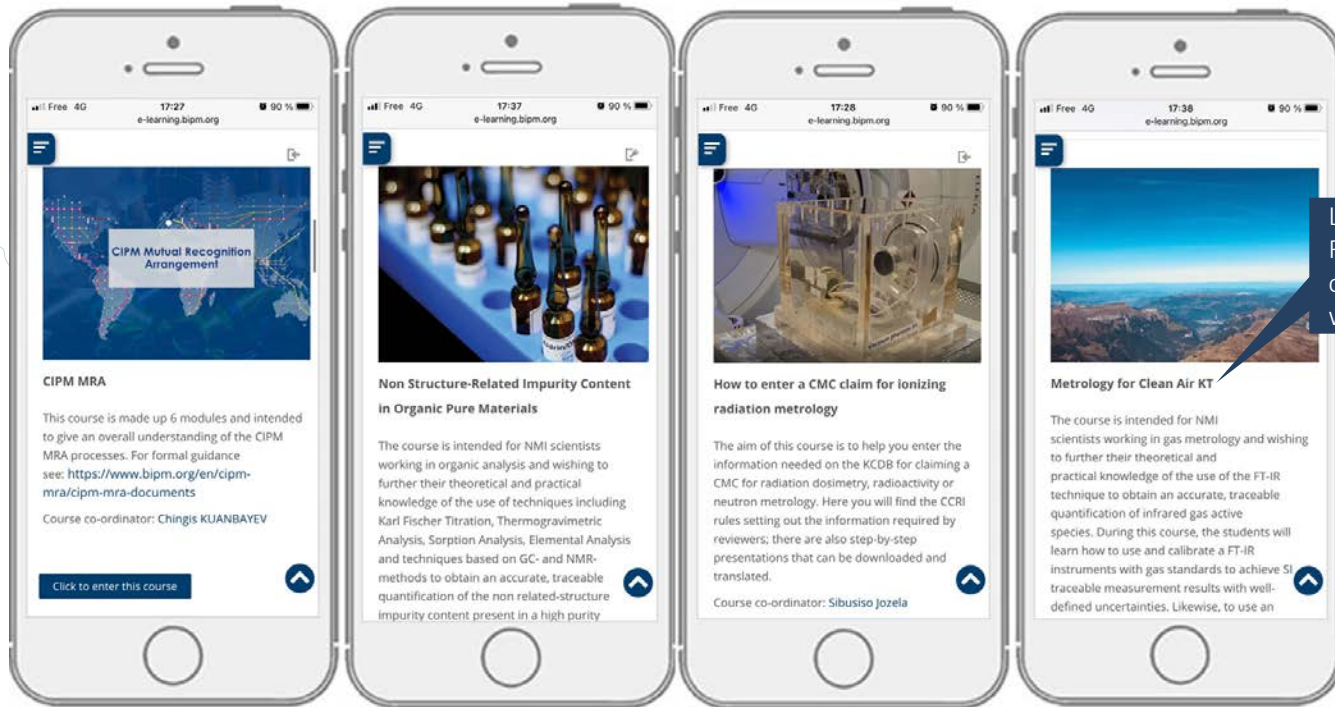 Free 4G 17:27 90 %
e-learning.bipm.org
CIPM Mutual Recognition
Arrangement
CIPM MRA
This course is made up 6 modules and intended
to give an overall understanding of the CIPM
MRA processes. For formal guidance
see: https://www.bipm.org/en/cipm-
mra/cipm-mra-documents
Course co-ordinator: Chingis KUANBAYEV
Click to enter this course
Free 4G 17:37 90 %
e-learning.bipm.org
Non Structure-Related Impurity Content
in Organic Pure Materials
The course is intended for NMI scientists
working in organic analysis and wishing to
further their theoretical and practical
knowledge of the use of techniques including
Karl Fischer Titration, Thermogravimetric
Analysis, Sorption Analysis, Elemental Analysis
and techniques based on GC- and NMR-
methods to obtain an accurate, traceable
quantification of the non related-structure
impurity content present in a high purity
Free 4G 17:28 90 %
e-learning.bipm.org
How to enter a CMC claim for ionizing
radiation metrology
The aim of this course is to help you enter the
information needed on the KCDB for claiming a
CMC for radiation dosimetry, radioactivity or
neutron metrology. Here you will find the CCRI
rules setting out the information required by
reviewers; there are also step-by-step
presentations that can be downloaded and
translated.
Course co-ordinator: Sibusiso Jozela
Free 4G 17:38 90 %
e-learning.bipm.org
Metrology for Clean Air KT
The course is intended for NMI
scientists working in gas metrology and wishing
to further their theoretical and
practical knowledge of the use of the FT-IR
technique to obtain an accurate, traceable
quantification of infrared gas active
species. During this course, the students will
learn how to use and calibrate a FT-IR
instruments with gas standards to achieve SI
traceable measurement results with well-
defined uncertainties. Likewise, to use an